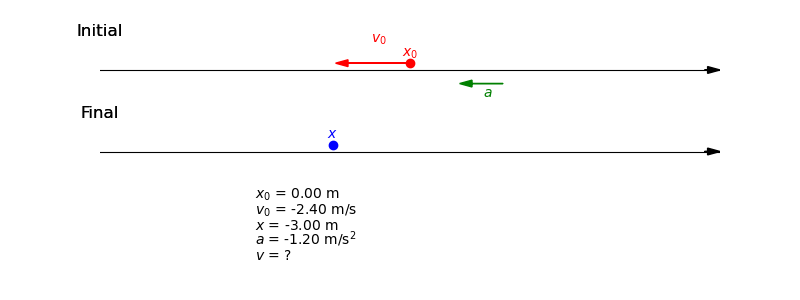 Initial
v₀
x₀
a
Final
x
x₀ = 0.00 m
v₀ = -2.40 m/s
x = -3.00 m
a = -1.20 m/s²
v = ?